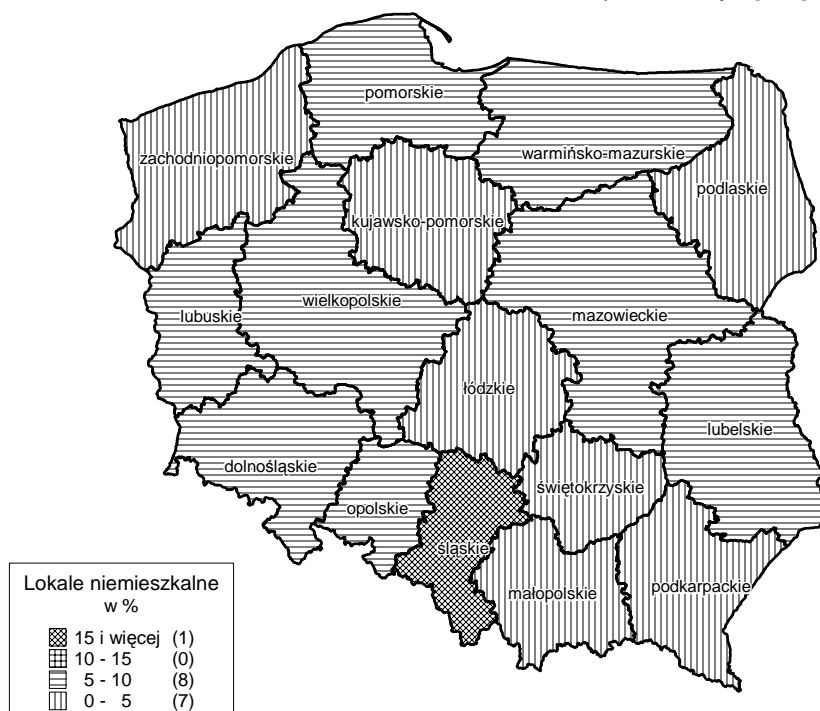 pomorskie
zachodniopomorskie
warmińsko-mazurskie
podlaskie
kujawsko-pomorskie
wielkopolskie
lubuskie
mazowieckie
łódzkie
lubelskie
dolnośląskie
świętokrzyskie
opolskie
śląskie
małopolskie
podkarpackie
Lokale niemieszkalne
w %
15 i więcej (1)
10 - 15 (0)
5 - 10 (8)
0 - 5 (7)